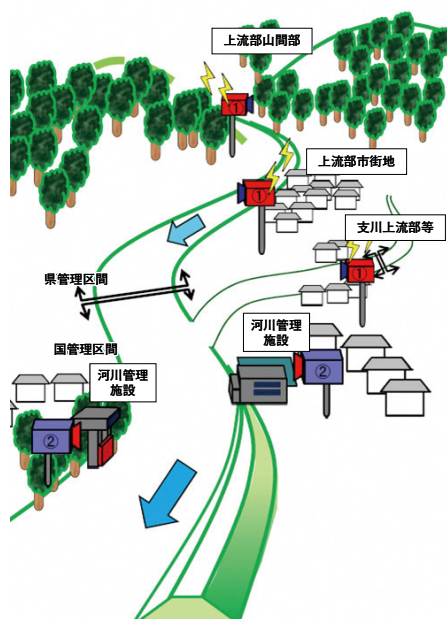 上流部山間部
①
上流部市街地
①
支川上流部等
①
県管理区間
国管理区間
河川管理
施設
②
河川管理
施設
②